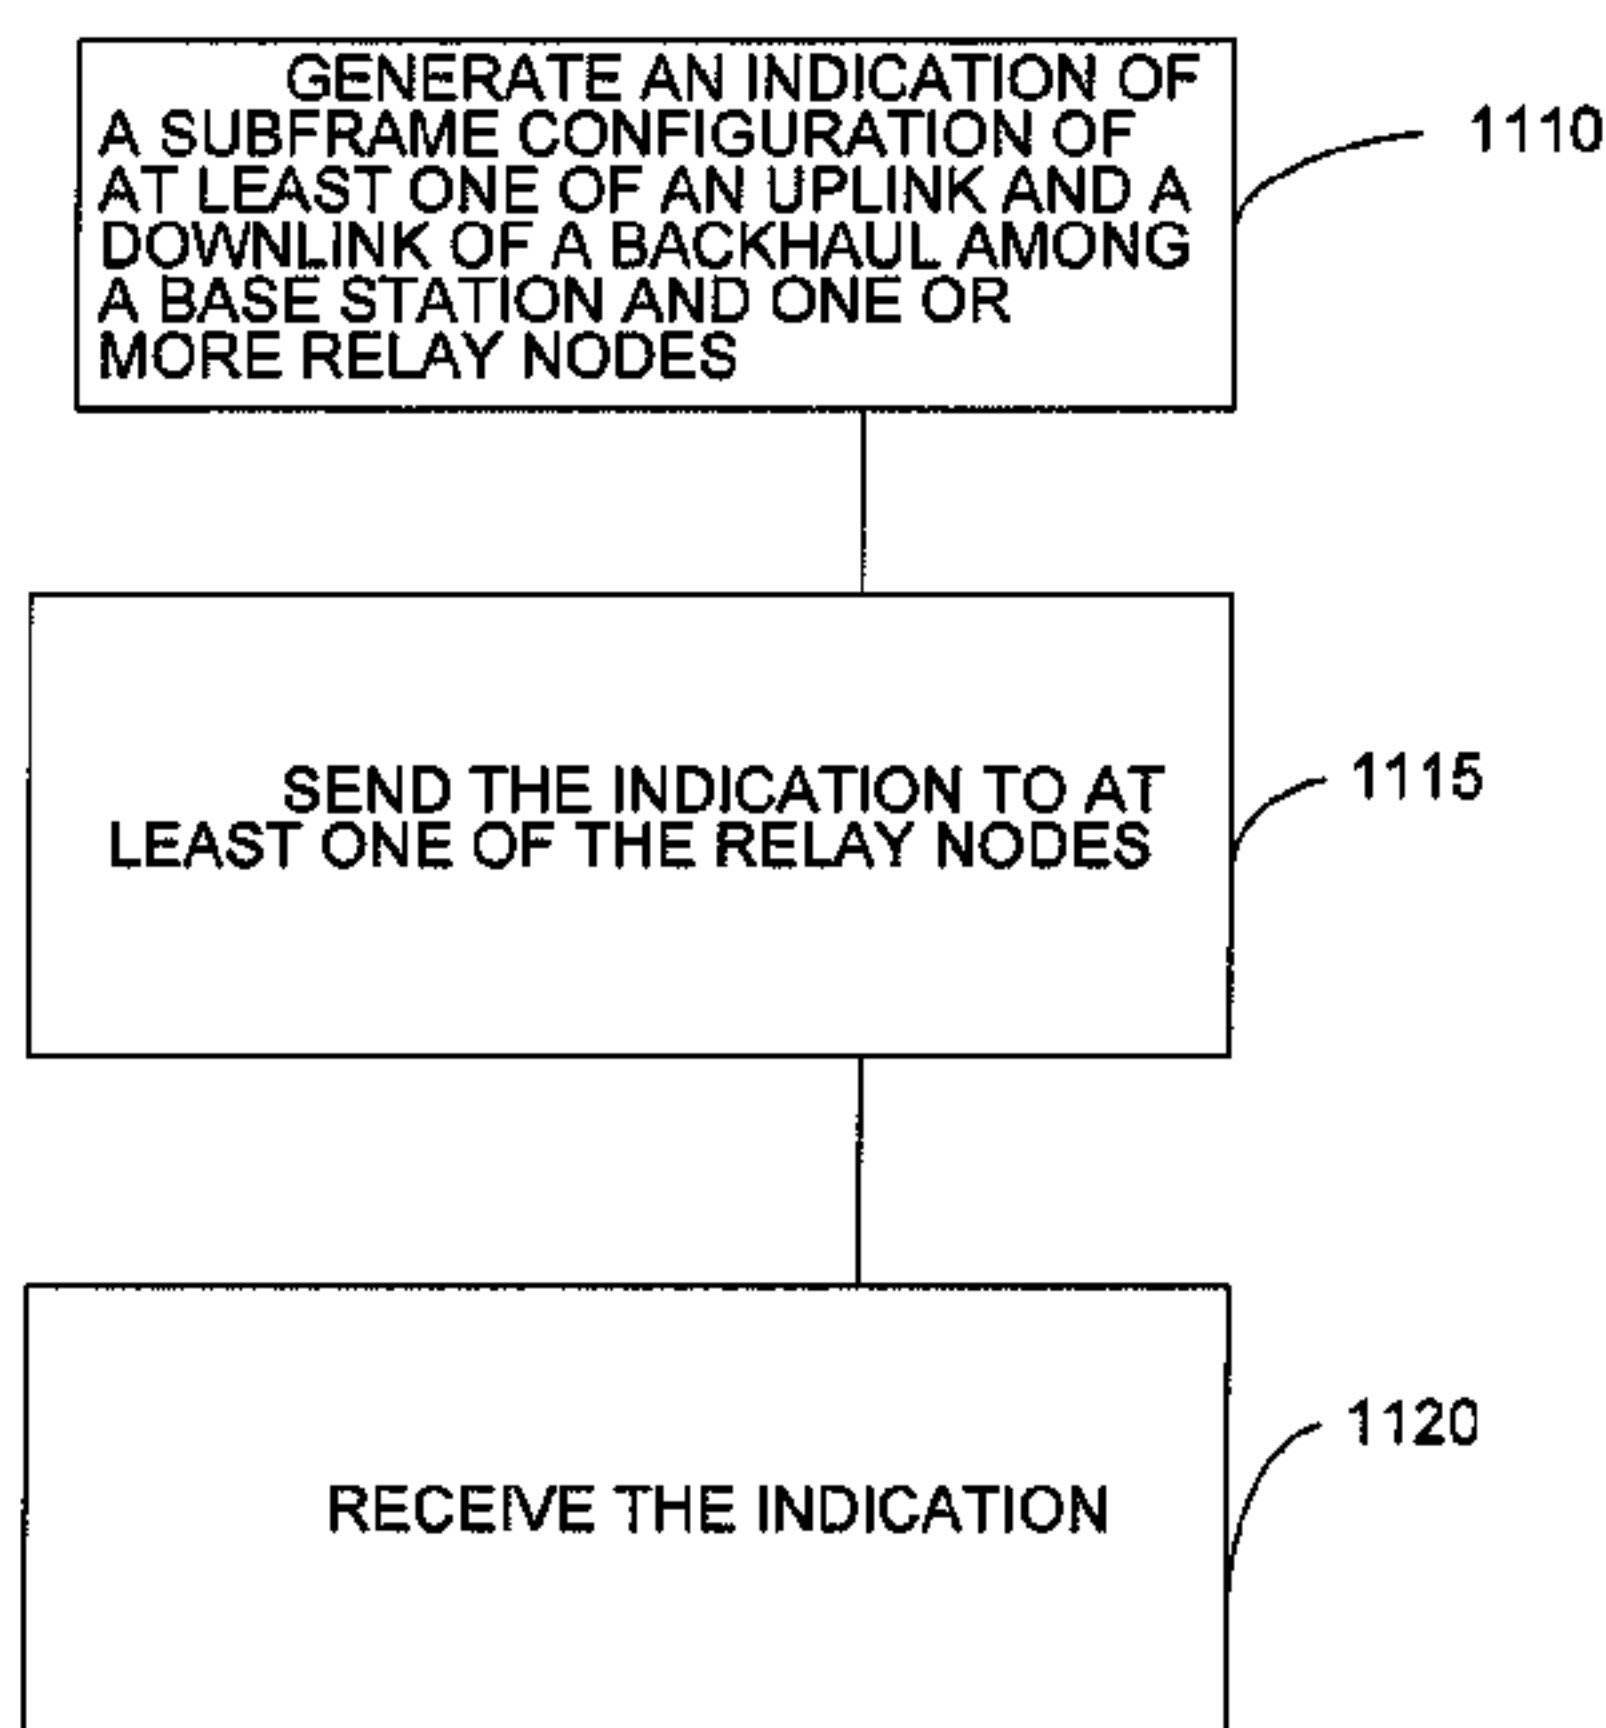 GENERATE AN INDICATION OF
A SUBFRAME CONFIGURATION OF
AT LEAST ONE OF AN UPLINK AND A
DOWNLINK OF A BACKHAUL AMONG
A BASE STATION AND ONE OR
MORE RELAY NODES
1110
SEND THE INDICATION TO AT
LEAST ONE OF THE RELAY NODES
1115
RECEIVE THE INDICATION
1120